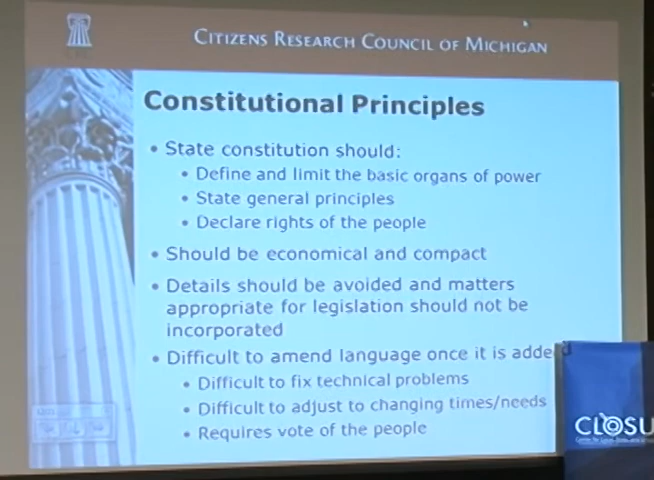 CITIZENS RESEARCH COUNCIL OF MICHIGAN
Constitutional Principles
• State constitution should:
• Define and limit the basic organs of power
• State general principles
• Declare rights of the people
• Should be economical and compact
• Details should be avoided and matters
appropriate for legislation should not be
incorporated
• Difficult to amend language once it is added
• Difficult to fix technical problems
• Difficult to adjust to changing times/needs
• Requires vote of the people
CLOSU